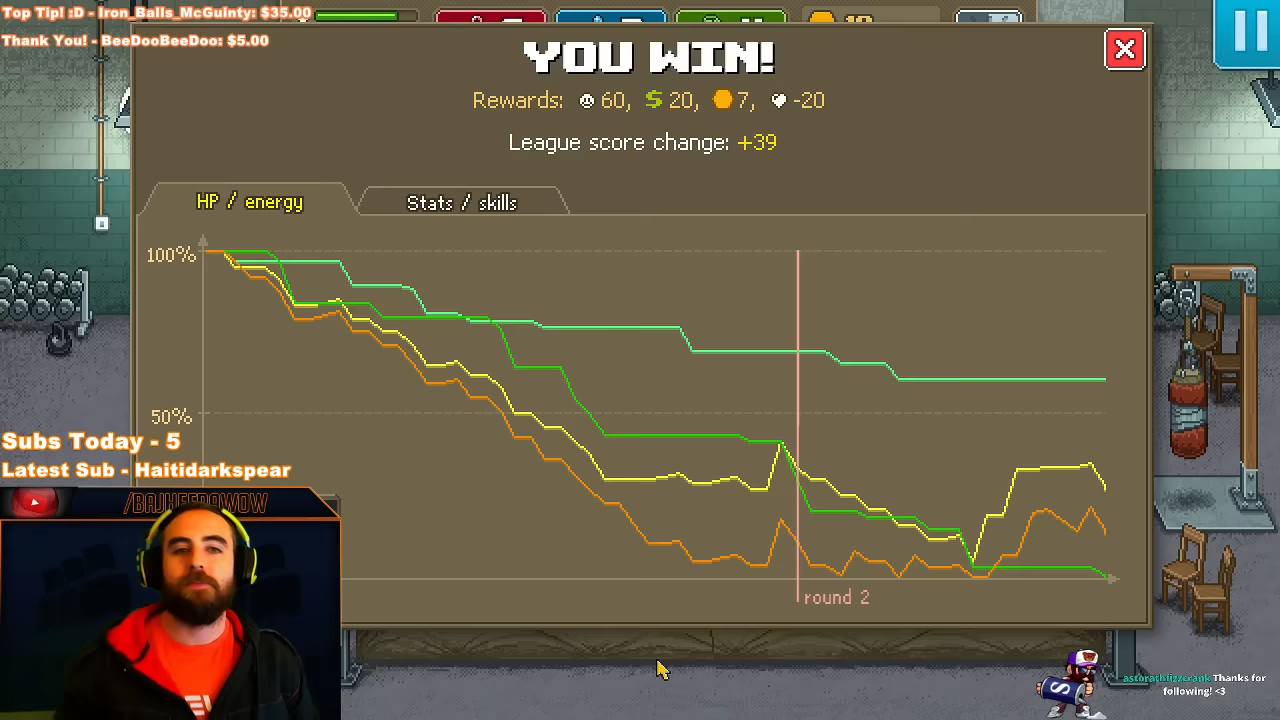 Top Tip! :D - Iron_Balls_McGuinty: $35.00
Thank You! - BeeDooBeeDoo: $5.00
YOU WIN!
Rewards: 60, $ 20, 7, -20
League score change: +39
HP / energy
Stats / skills
100%
50%
round 2
Subs Today - 5
Latest Sub - Haitidarkspear
/BAJHEERAWOW
astorathfizzcrank Thanks for
following! <3